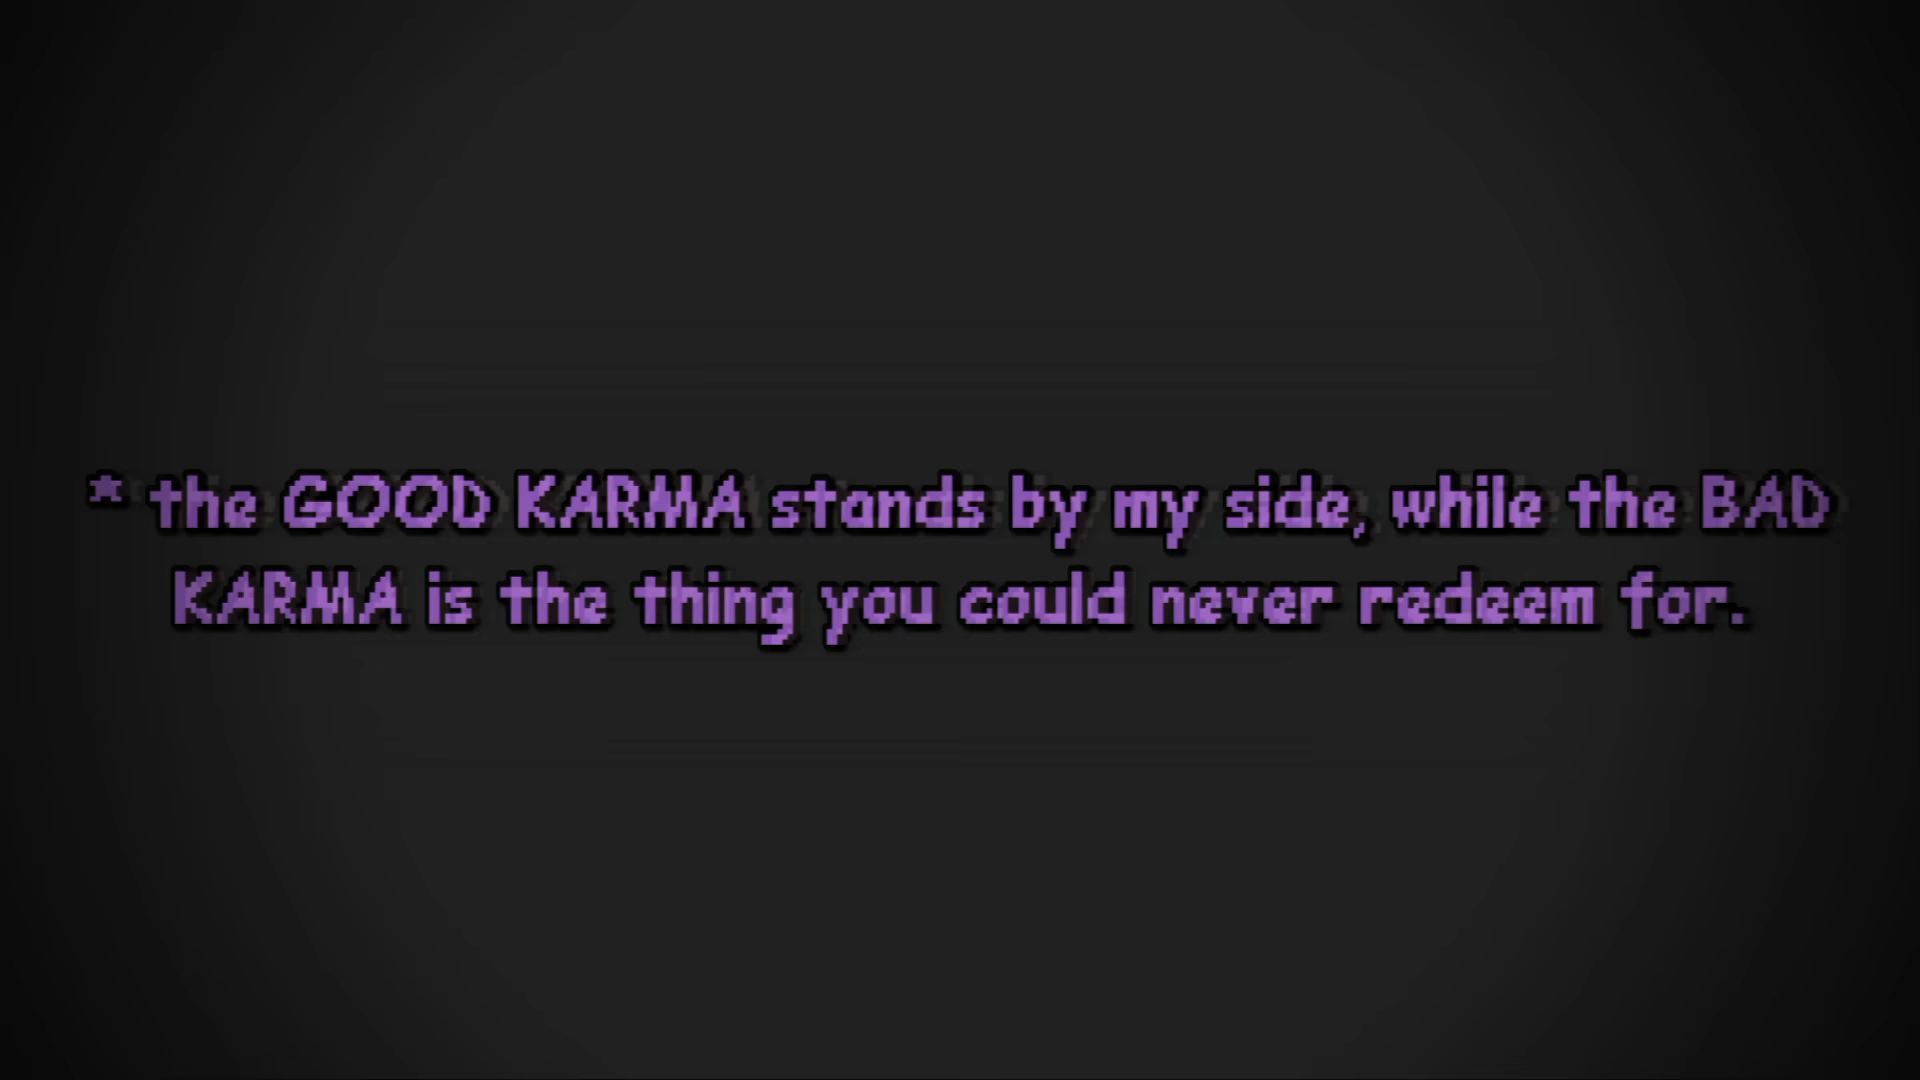 * the GOOD KARMA stands by my side, while the BAD
KARMA is the thing you could never redeem for.